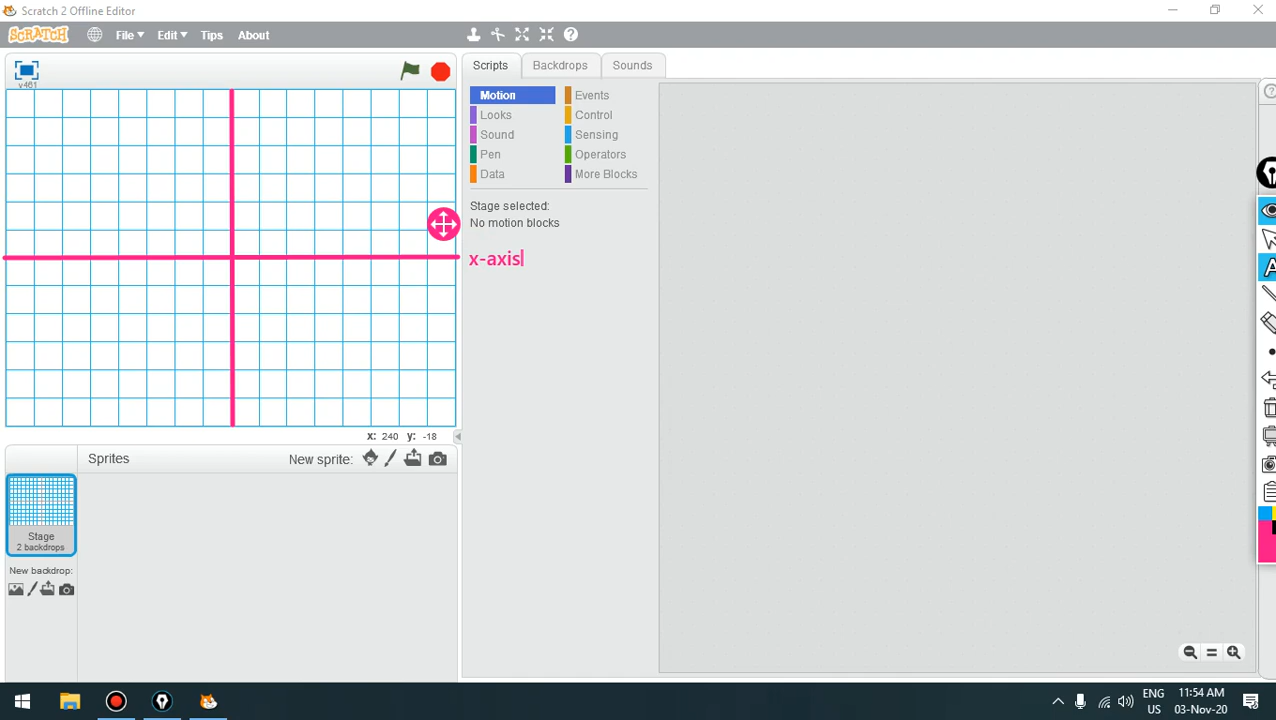 Scratch 2 Offline Editor
SCRATCH File Edit Tips About
v461
Scripts Backdrops Sounds
Motion Events
Looks Control
Sound Sensing
Pen Operators
Data More Blocks
Stage selected:
No motion blocks
x-axis
x: 240 y: -18
Sprites New sprite:
Stage
2 backdrops
New backdrop:
ENG
US
11:54 AM
03-Nov-20